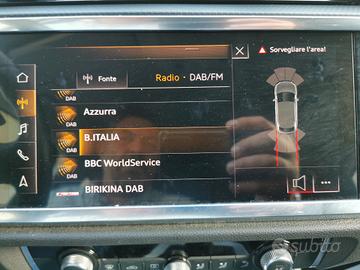 Sorvegliare l'area!
Fonte
Radio · DAB/FM
DAB
Azzurra
DAB
B.ITALIA
DAB
BBC WorldService
DAB
BIRIKINA DAB
subito